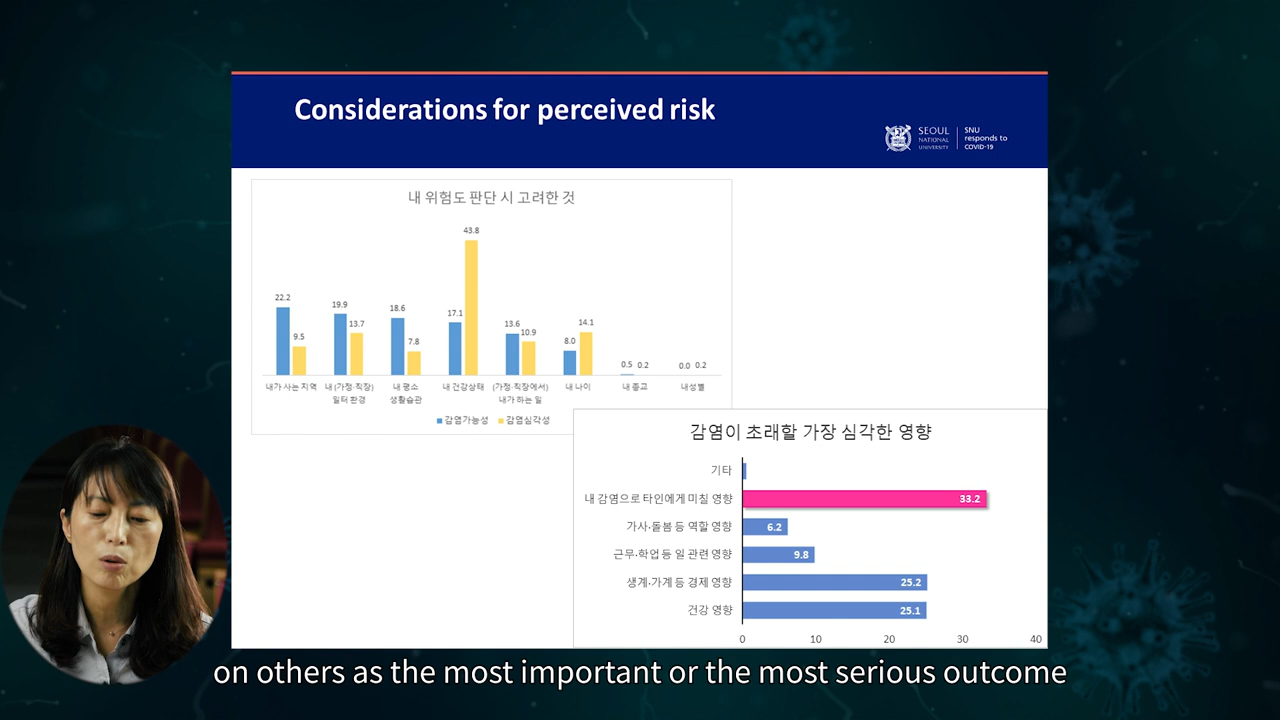 Considerations for perceived risk
SEOUL
NATIONAL
UNIVERSITY
SNU
responds to
COVID-19
내 위험도 판단 시 고려한 것
43.8
22.2
19.9
18.6
17.1
13.7
13.6
14.1
10.9
9.5
7.8
8.0
0.5 0.2
0.0 0.2
내가 사는 지역
내 (가정·직장)
일터 환경
내 평소
생활습관
내 건강상태
(가정·직장에서)
내가 하는 일
내 나이
내 종교
내성별
감염가능성
감염심각성
감염이 초래할 가장 심각한 영향
기타
내 감염으로 타인에게 미칠 영향
33.2
가사·돌봄 등 역할 영향
6.2
근무·학업 등 일 관련 영향
9.8
생계·가계 등 경제 영향
25.2
건강 영향
25.1
0 10 20 30 40
on others as the most important or the most serious outcome